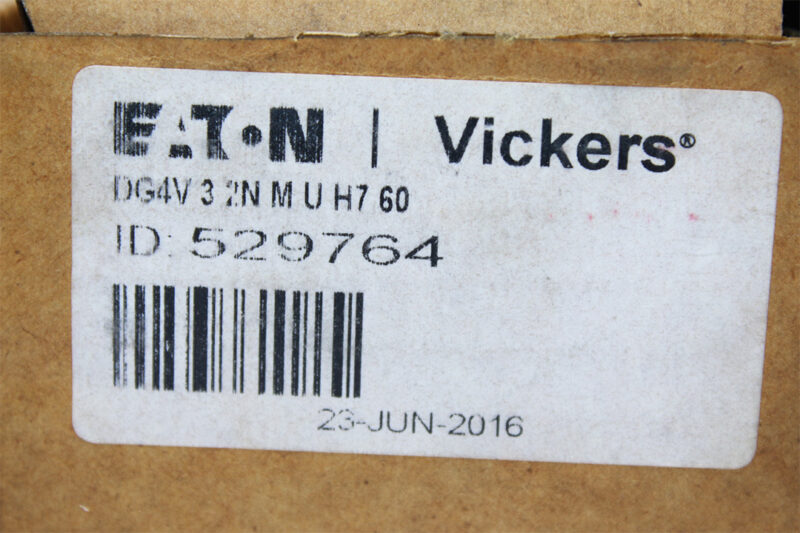 EATON | Vickers®
DG4V 3 2N M U H7 60
ID: 529764
23-JUN-2016